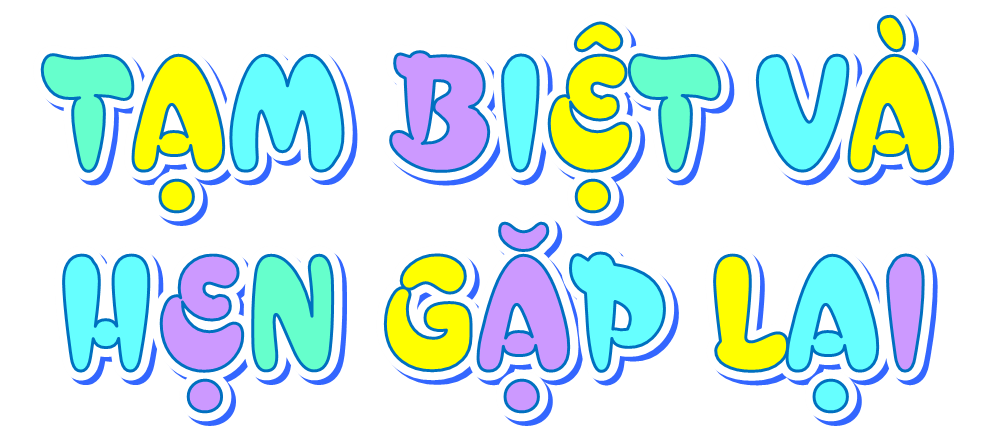 TẠM BIỆT VÀ
HẸN GẶP LẠI